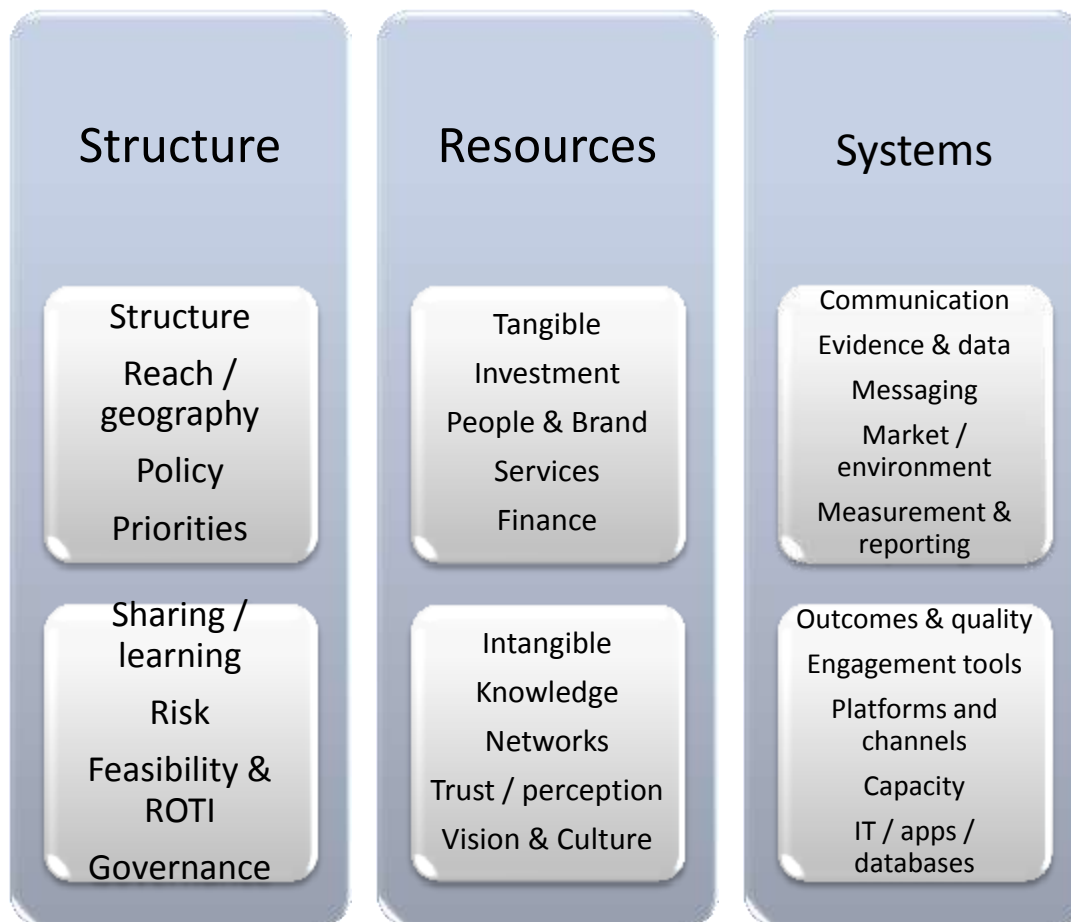 Structure
Structure
Reach /
geography
Policy
Priorities
Sharing /
learning
Risk
Feasibility &
ROTI
Governance
Resources
Tangible
Investment
People & Brand
Services
Finance
Intangible
Knowledge
Networks
Trust / perception
Vision & Culture
Systems
Communication
Evidence & data
Messaging
Market /
environment
Measurement &
reporting
Outcomes & quality
Engagement tools
Platforms and
channels
Capacity
IT / apps /
databases